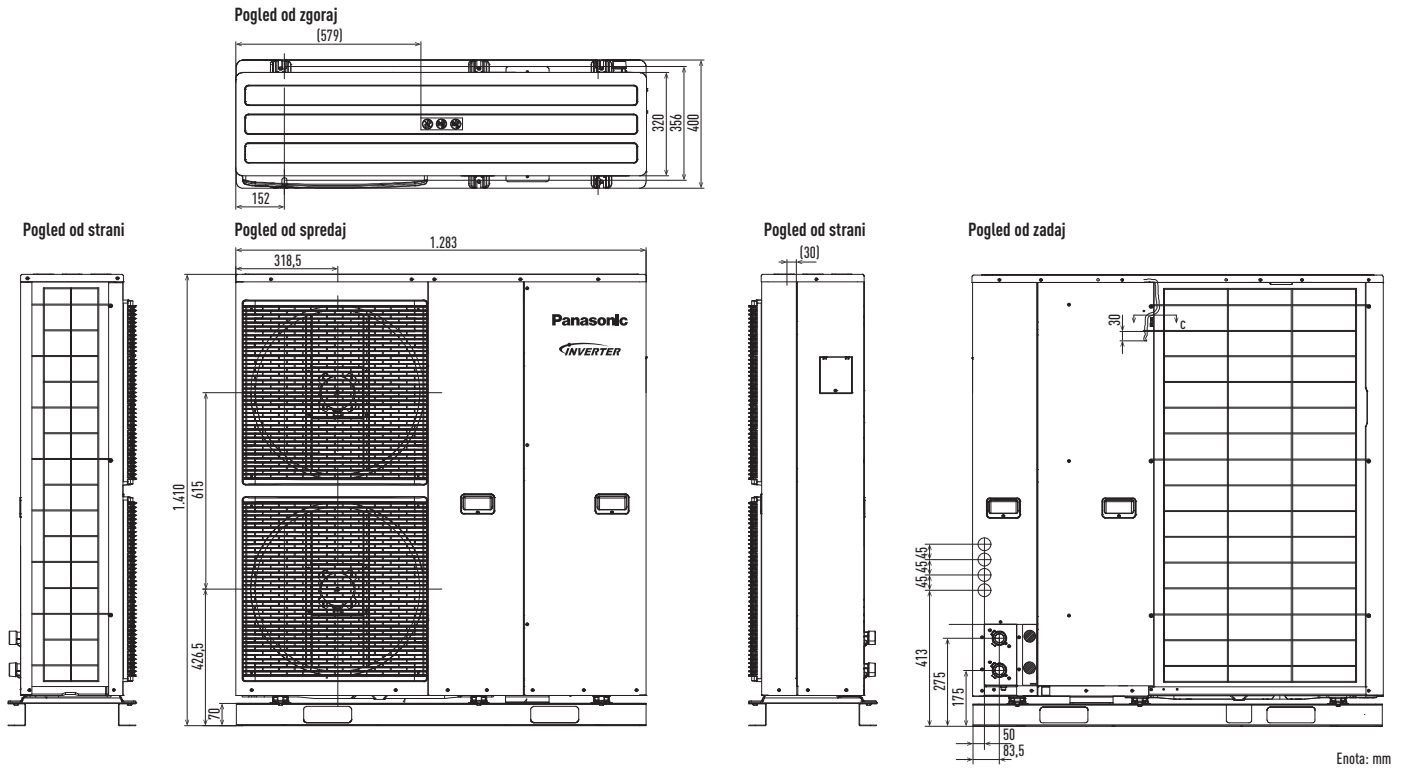 Pogled od zgoraj
(579)
320
356
400
152
Pogled od strani
Pogled od spredaj
Pogled od strani
Pogled od zadaj
1.283
318,5
(30)
Panasonic
INVERTER
30
C
1.410
615
426,5
70
45
45
45
413
275
175
50
83,5
Enota: mm